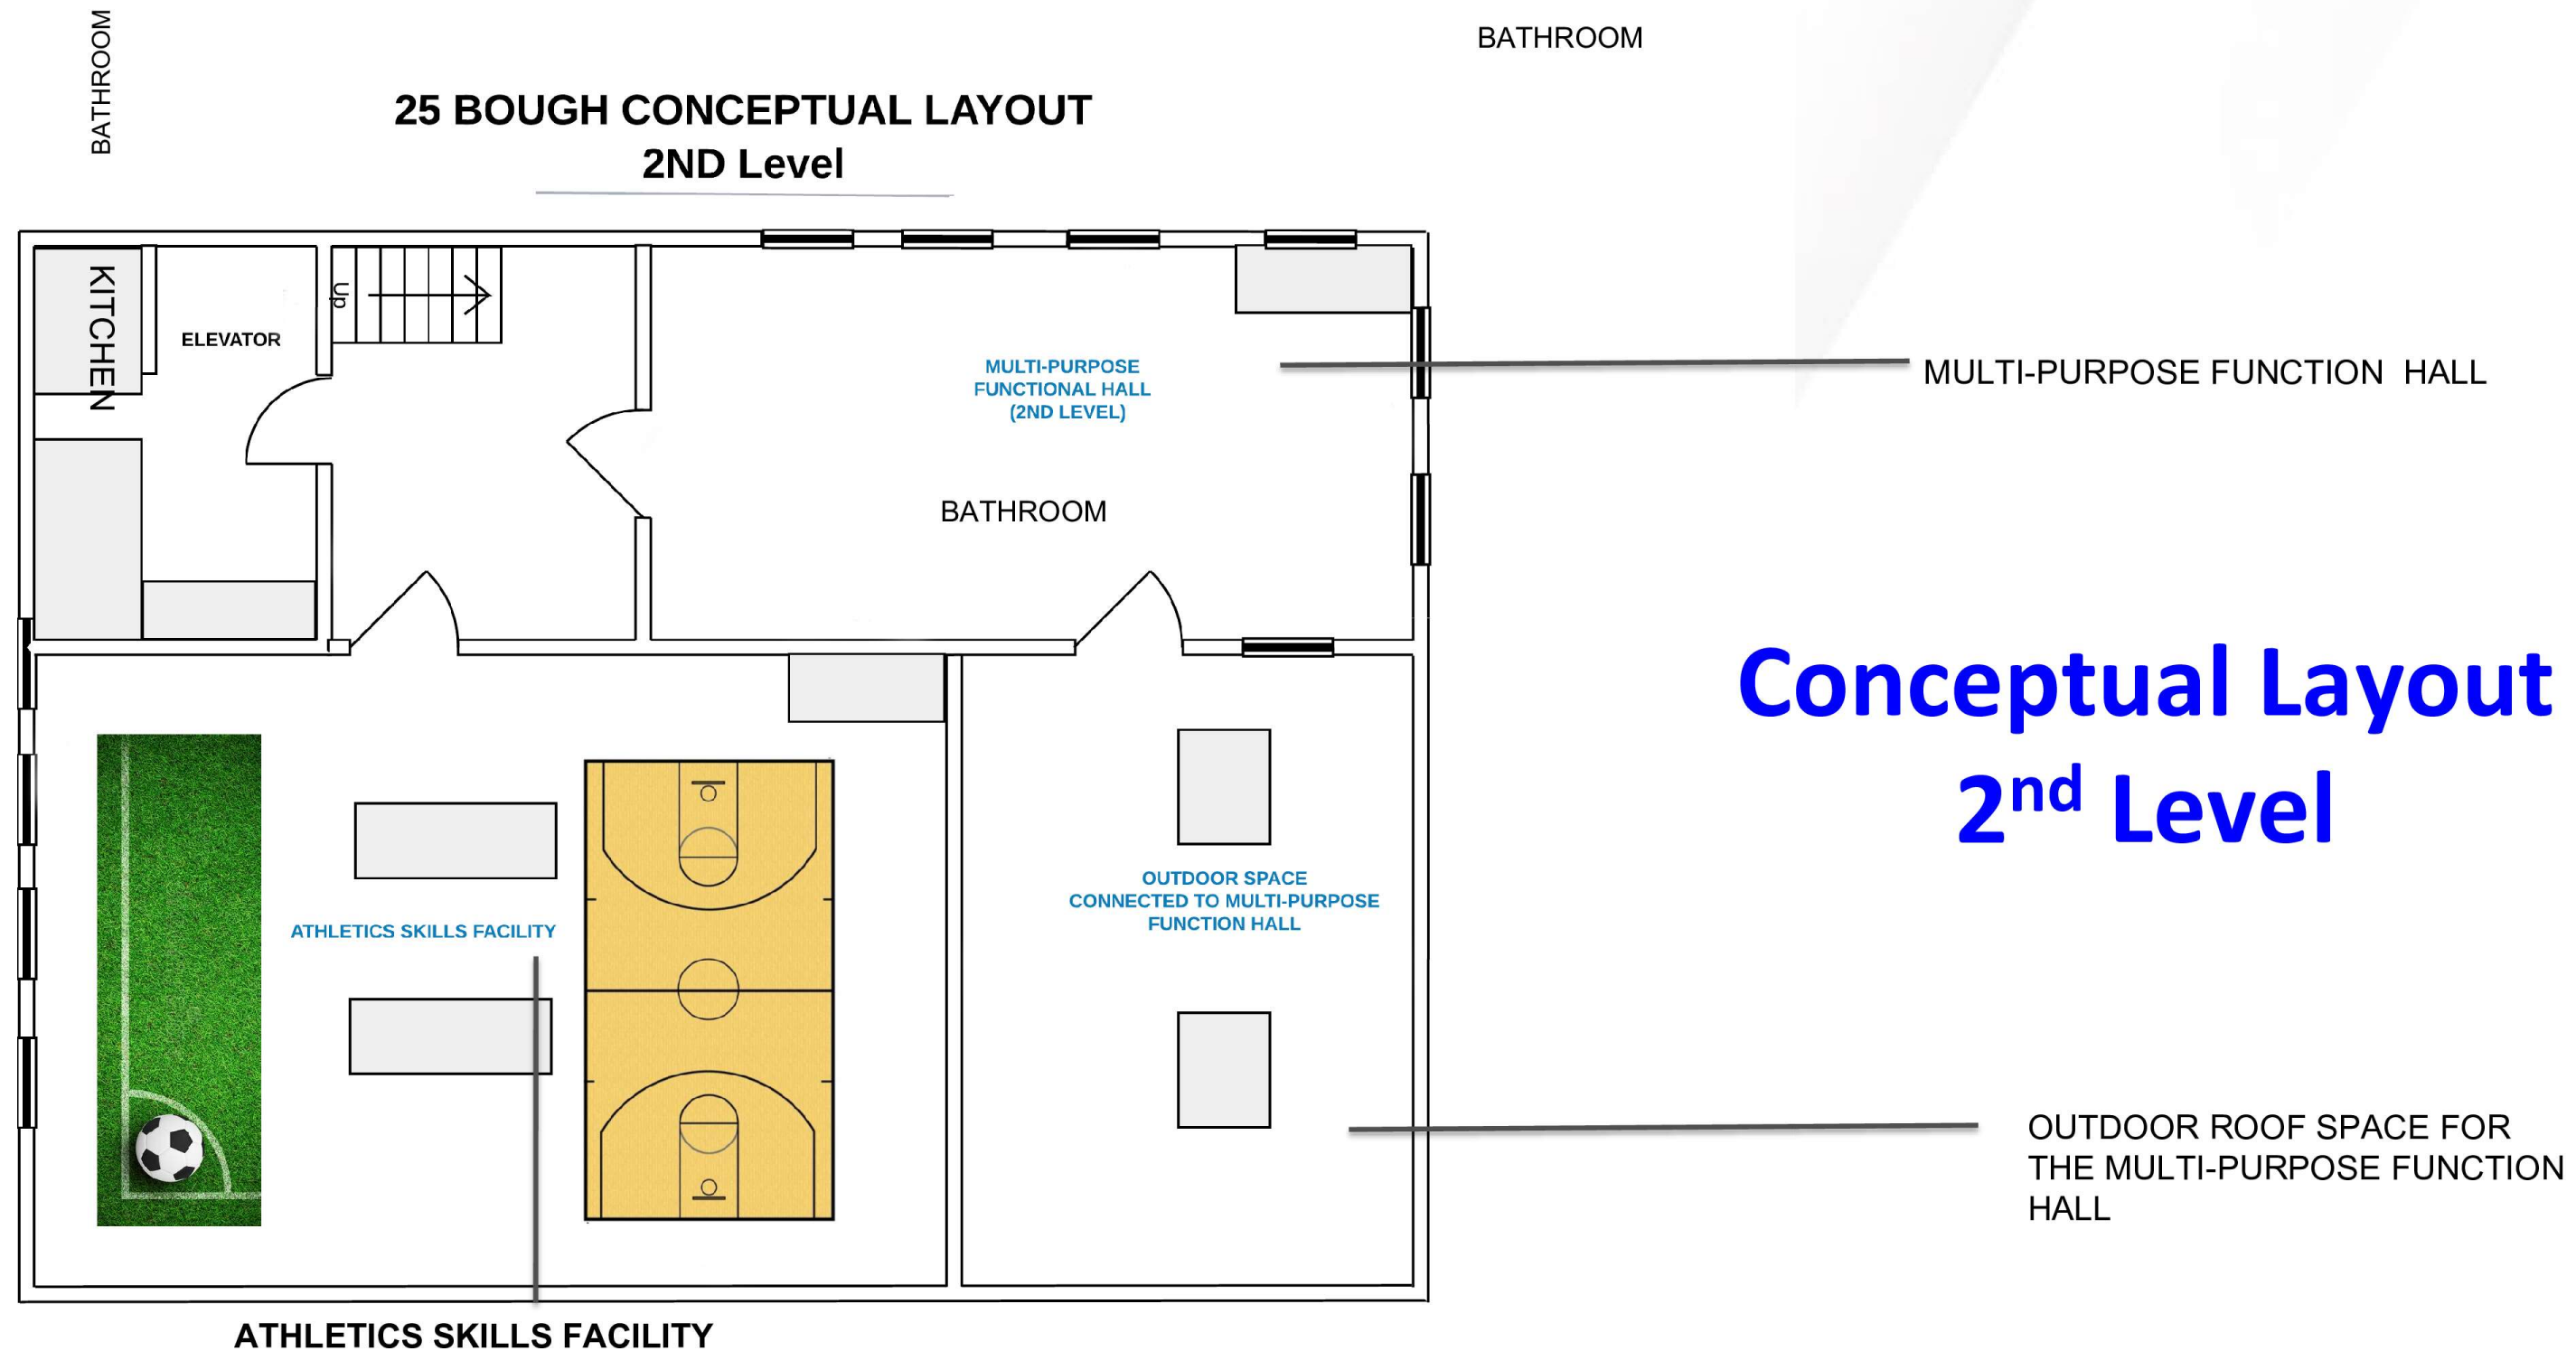 BATHROOM
BATHROOM
25 BOUGH CONCEPTUAL LAYOUT
2ND Level
KITCHEN
ELEVATOR
Up
MULTI-PURPOSE
FUNCTIONAL HALL
(2ND LEVEL)
MULTI-PURPOSE FUNCTION HALL
BATHROOM
Conceptual Layout
2nd Level
ATHLETICS SKILLS FACILITY
OUTDOOR SPACE
CONNECTED TO MULTI-PURPOSE
FUNCTION HALL
OUTDOOR ROOF SPACE FOR
THE MULTI-PURPOSE FUNCTION
HALL
ATHLETICS SKILLS FACILITY